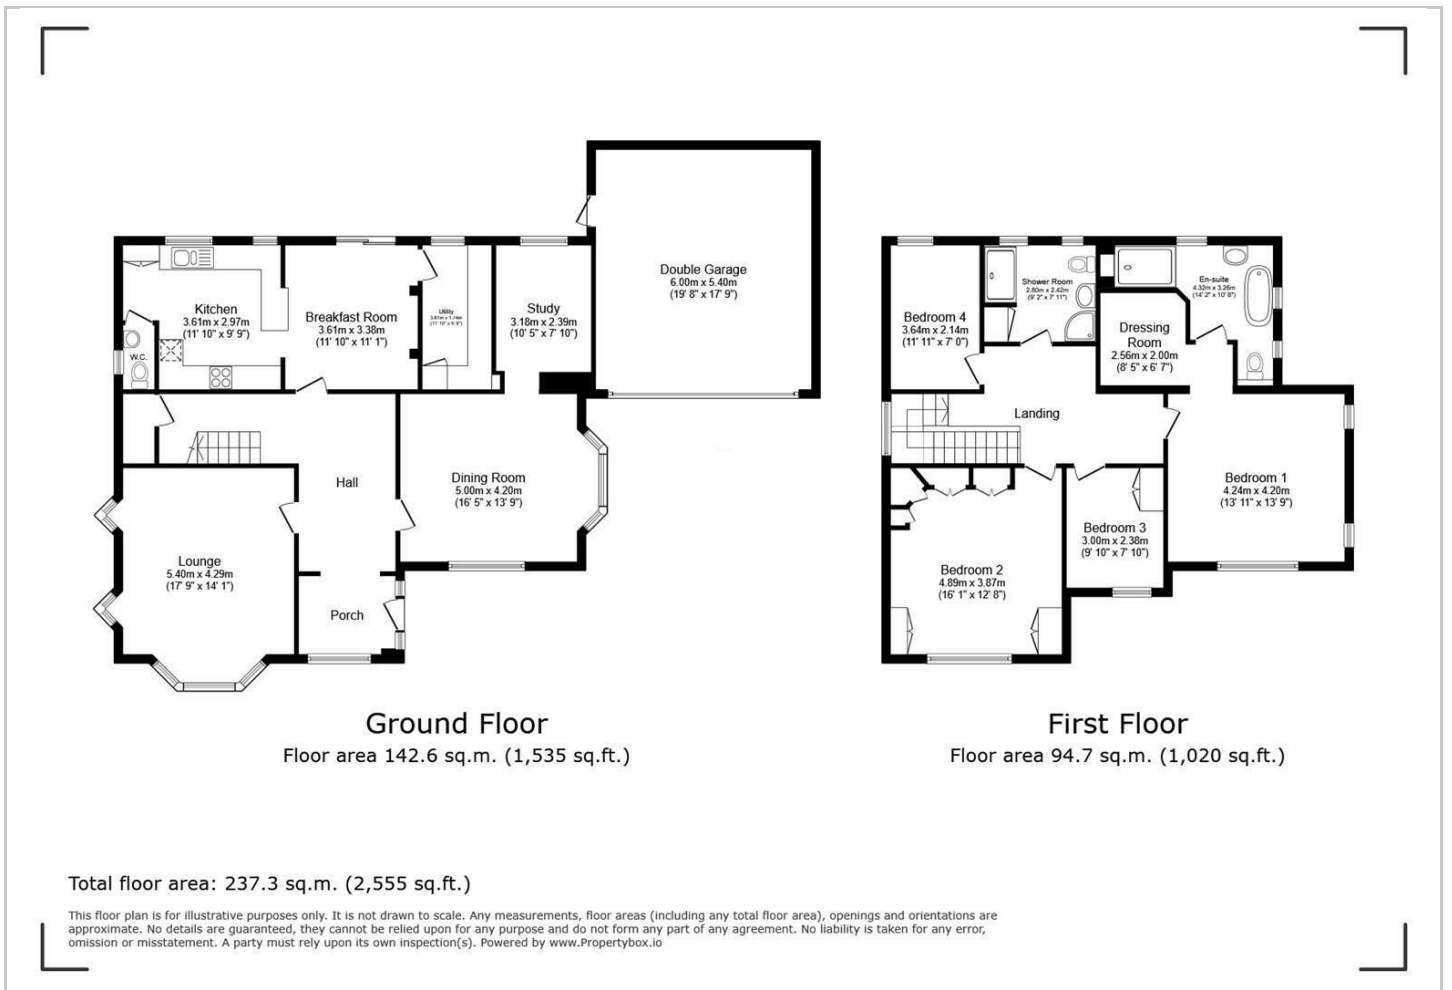 Double Garage
6.00m x 5.40m
(19' 8" x 17' 9")
Kitchen
3.61m x 2.97m
(11' 10" x 9' 9")
Breakfast Room
3.61m x 3.38m
(11' 10" x 11' 1")
Utility
Study
3.18m x 2.39m
(10' 5" x 7' 10")
W.C.
Hall
Dining Room
5.00m x 4.20m
(16' 5" x 13' 9")
Lounge
5.40m x 4.29m
(17' 9" x 14' 1")
Porch
Ground Floor
Floor area 142.6 sq.m. (1,535 sq.ft.)
Bedroom 4
3.64m x 2.14m
(11' 11" x 7' 0")
Shower Room
2.80m x 2.42m
(9' 2" x 7' 11")
En-suite
4.32m x 3.26m
(14' 2" x 10' 8")
Dressing
Room
2.56m x 2.00m
(8' 5" x 6' 7")
Landing
Bedroom 1
4.24m x 4.20m
(13' 11" x 13' 9")
Bedroom 3
3.00m x 2.38m
(9' 10" x 7' 10")
Bedroom 2
4.89m x 3.87m
(16' 1" x 12' 8")
First Floor
Floor area 94.7 sq.m. (1,020 sq.ft.)
Total floor area: 237.3 sq.m. (2,555 sq.ft.)
This floor plan is for illustrative purposes only. It is not drawn to scale. Any measurements, floor areas (including any total floor area), openings and orientations are
approximate. No details are guaranteed, they cannot be relied upon for any purpose and do not form any part of any agreement. No liability is taken for any error,
omission or misstatement. A party must rely upon its own inspection(s). Powered by www.Propertybox.io